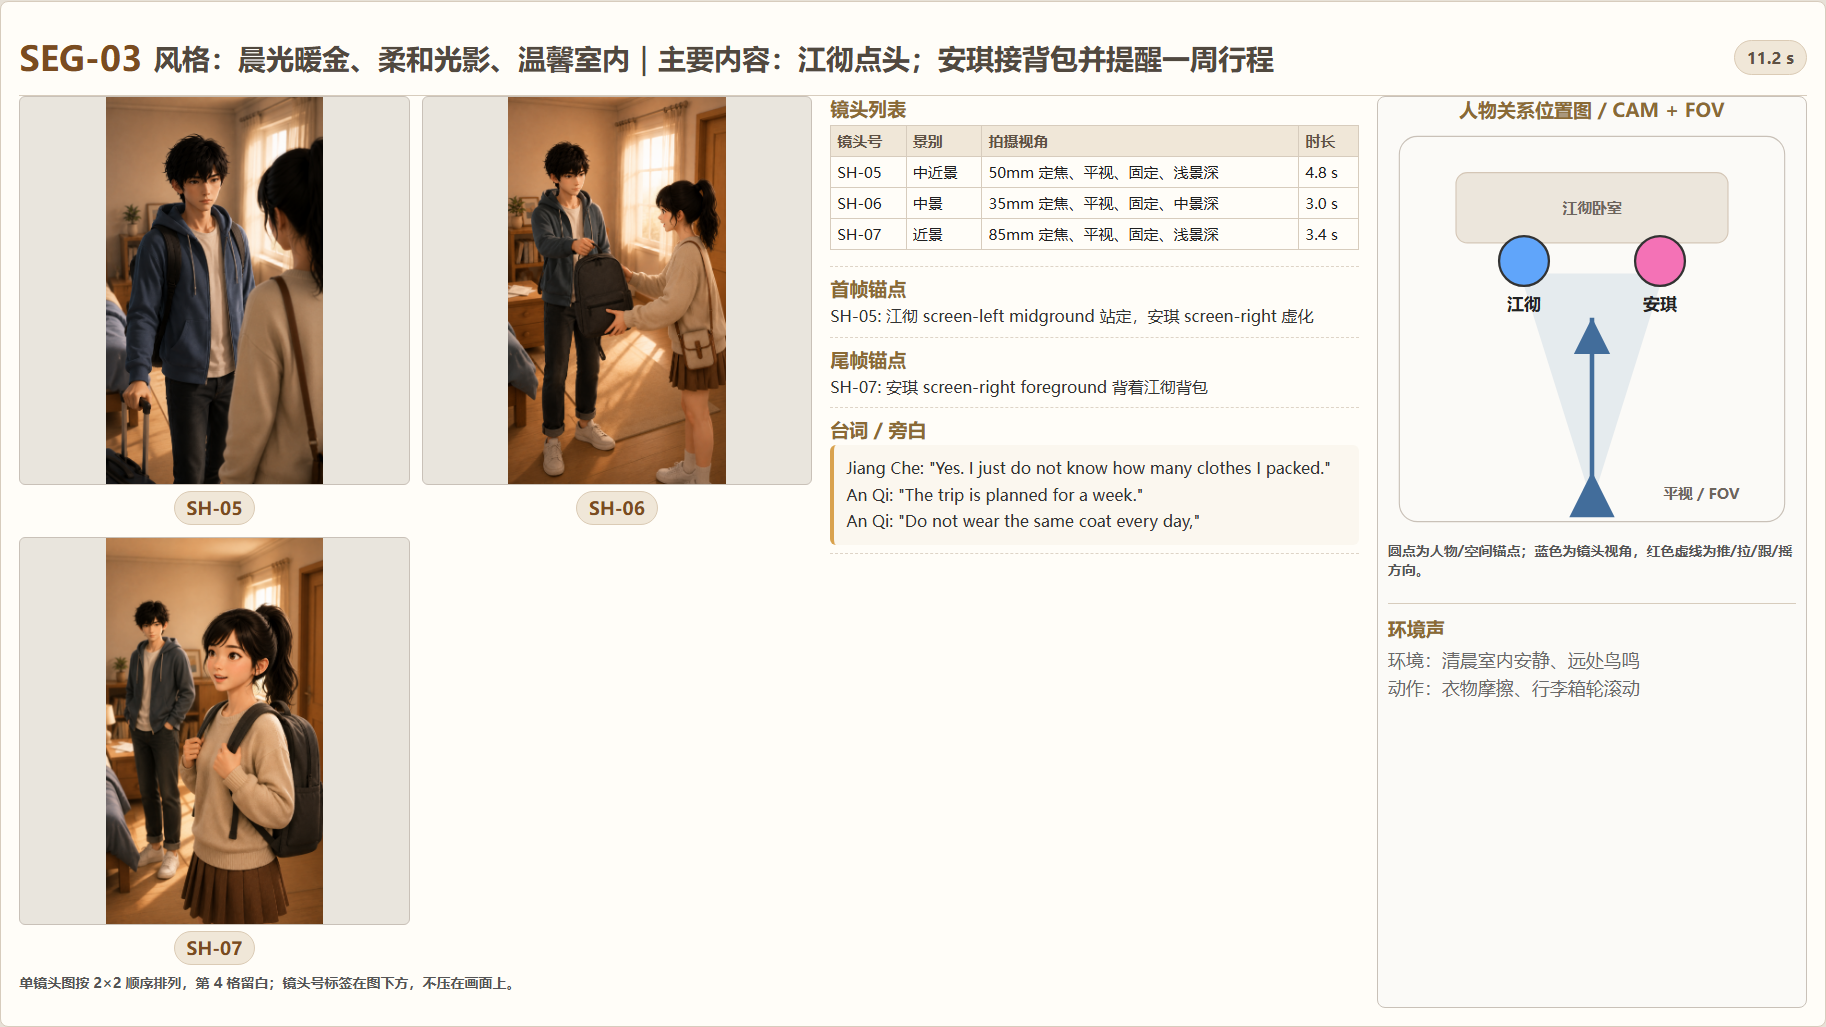 SEG-03 风格：晨光暖金、柔和光影、温馨室内 | 主要内容：江彻点头；安琪接背包并提醒一周行程
11.2 s
SH-05
SH-06
SH-07
单镜头图按 2×2 顺序排列，第 4 格留白；镜头号标签在图下方，不压在画面上。
镜头列表
镜头号 景别 拍摄视角 时长
SH-05 中近景 50mm 定焦、平视、固定、浅景深 4.8 s
SH-06 中景 35mm 定焦、平视、固定、中景深 3.0 s
SH-07 近景 85mm 定焦、平视、固定、浅景深 3.4 s
首帧锚点
SH-05: 江彻 screen-left midground 站定，安琪 screen-right 虚化
尾帧锚点
SH-07: 安琪 screen-right foreground 背着江彻背包
台词 / 旁白
Jiang Che: "Yes. I just do not know how many clothes I packed."
An Qi: "The trip is planned for a week."
An Qi: "Do not wear the same coat every day,"
人物关系位置图 / CAM + FOV
江彻卧室
江彻
安琪
平视 / FOV
圆点为人物/空间锚点；蓝色为镜头视角，红色虚线为推/拉/跟/摇
方向。
环境声
环境：清晨室内安静、远处鸟鸣
动作：衣物摩擦、行李箱轮滚动